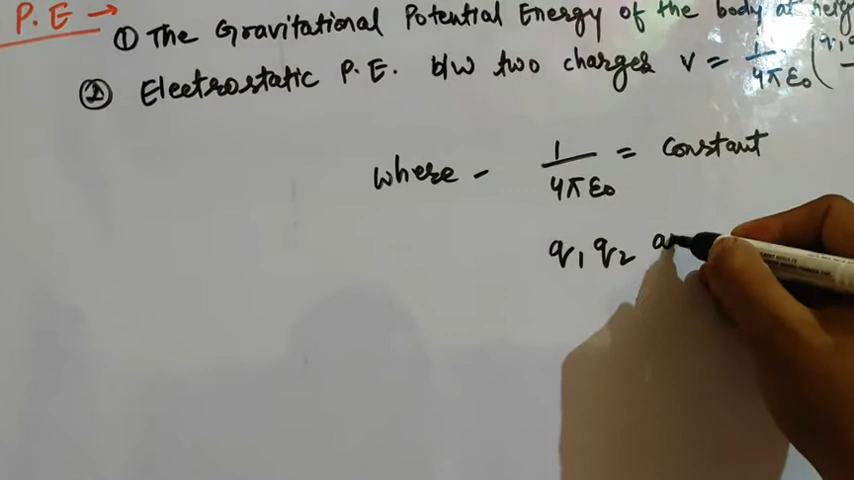 P.E →
① The Gravitational Potential Energy of the body at
② Electrostatic P.E. b/w two charges V = 1/4πε₀ (q₁
where - 1/4πε₀ = constant
q₁ q₂ a